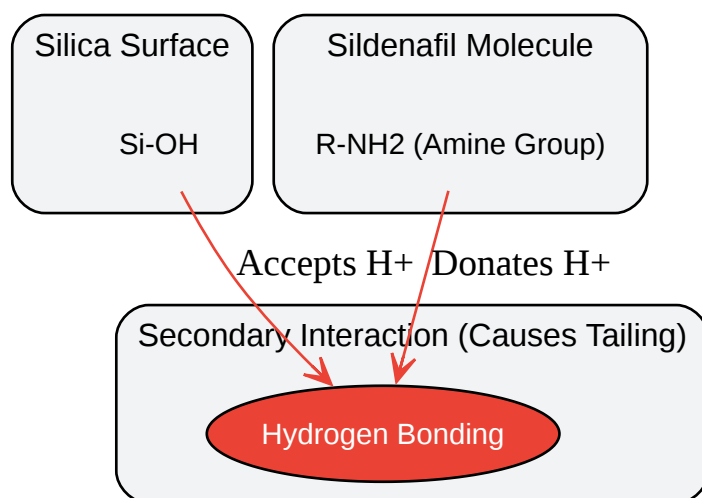 Silica Surface
Sildenafil Molecule
Si-OH
R-NH2 (Amine Group)
Accepts H+
Donates H+
Secondary Interaction (Causes Tailing)
Hydrogen Bonding